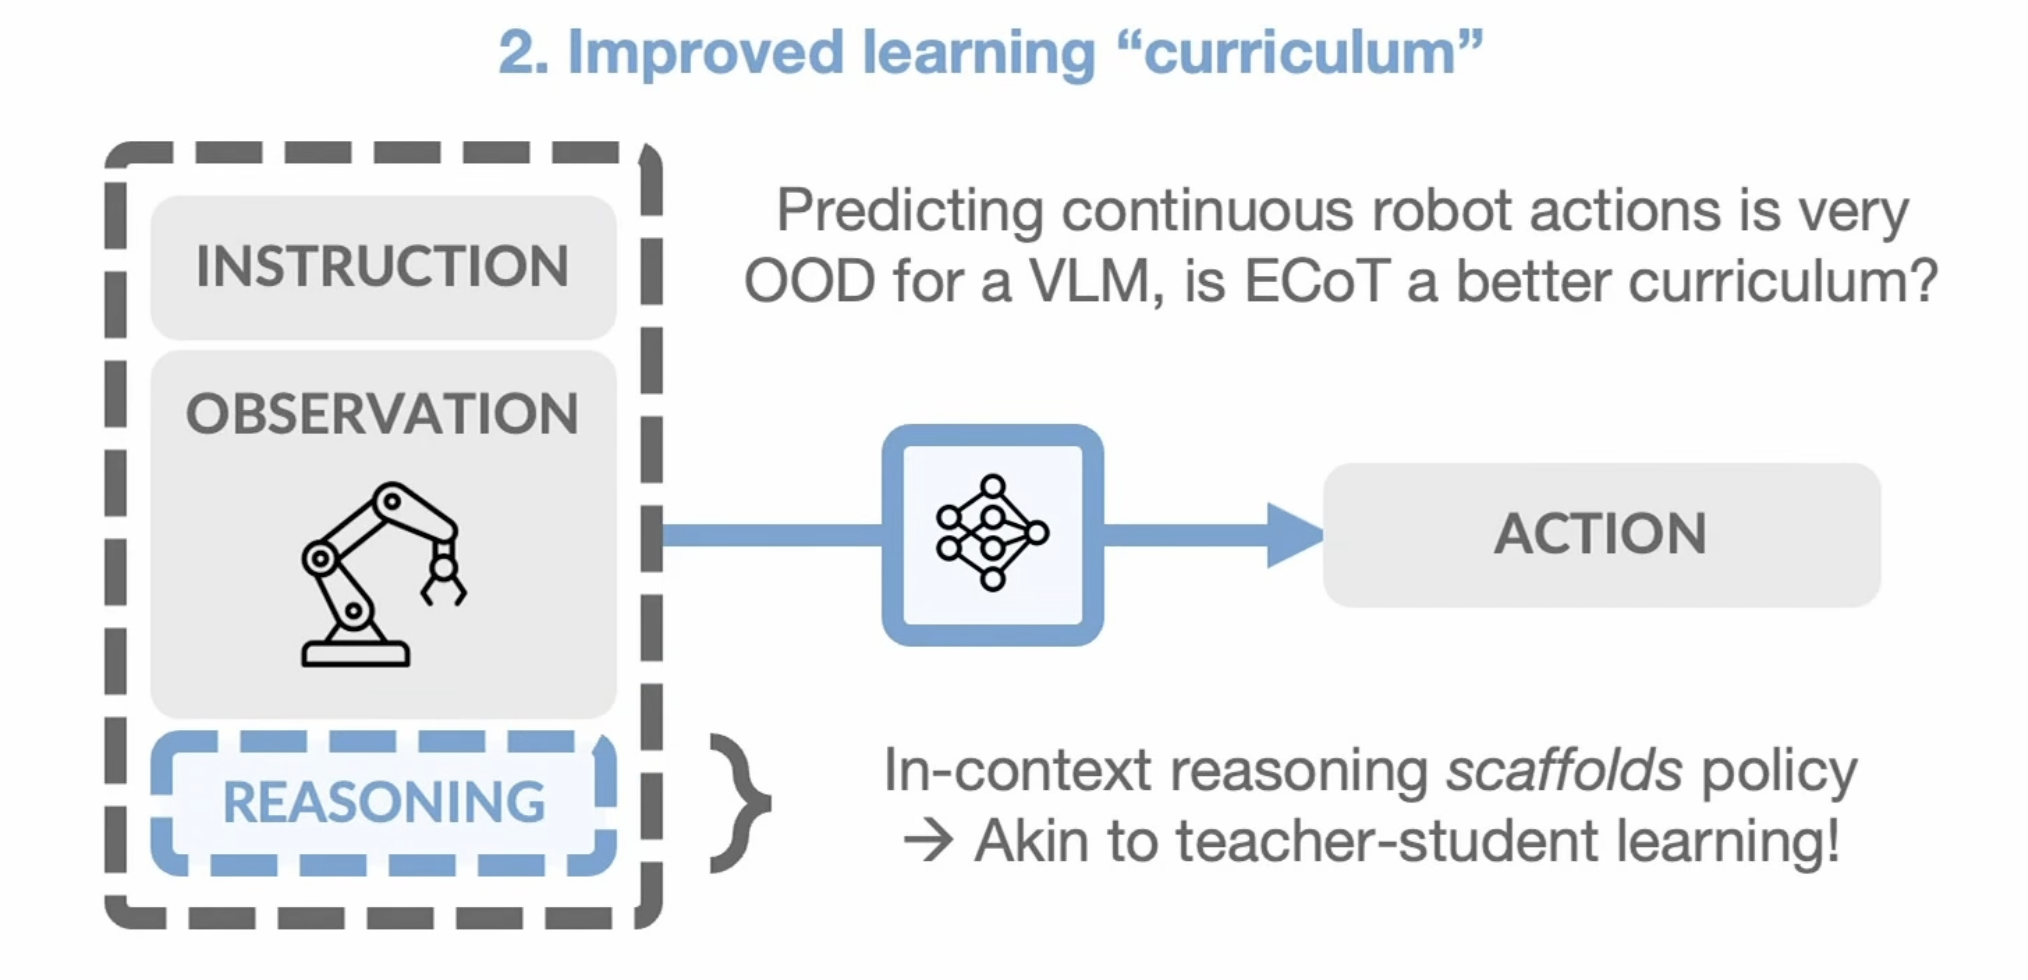 2. Improved learning “curriculum”
INSTRUCTION
OBSERVATION
REASONING
Predicting continuous robot actions is very
OOD for a VLM, is ECoT a better curriculum?
ACTION
In-context reasoning scaffolds policy
→ Akin to teacher-student learning!